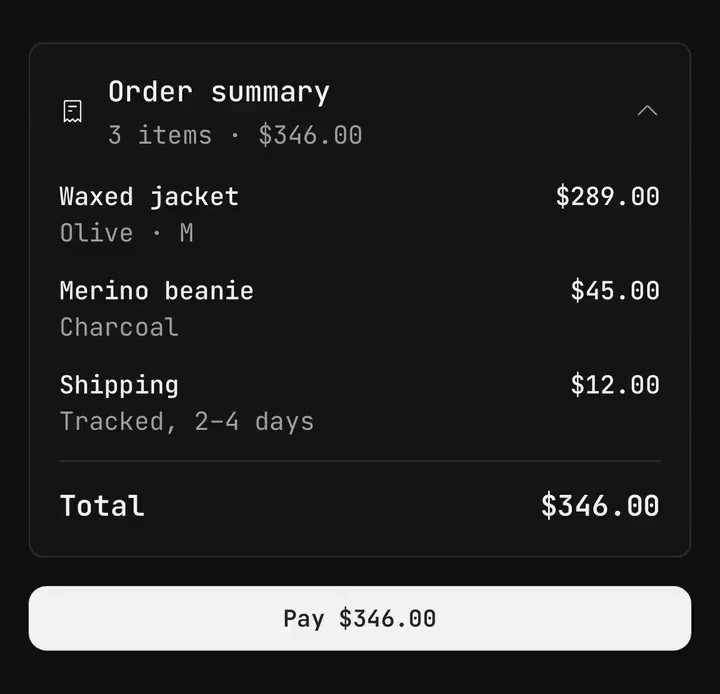 Order summary
3 items · $346.00
Waxed jacket $289.00
Olive · M
Merino beanie $45.00
Charcoal
Shipping $12.00
Tracked, 2–4 days
Total $346.00
Pay $346.00